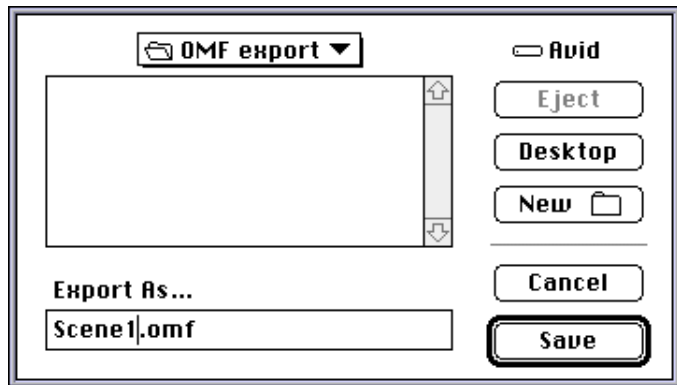 OMF export
Avid
Eject
Desktop
New
Export As...
Cancel
Scene1.omf
Save